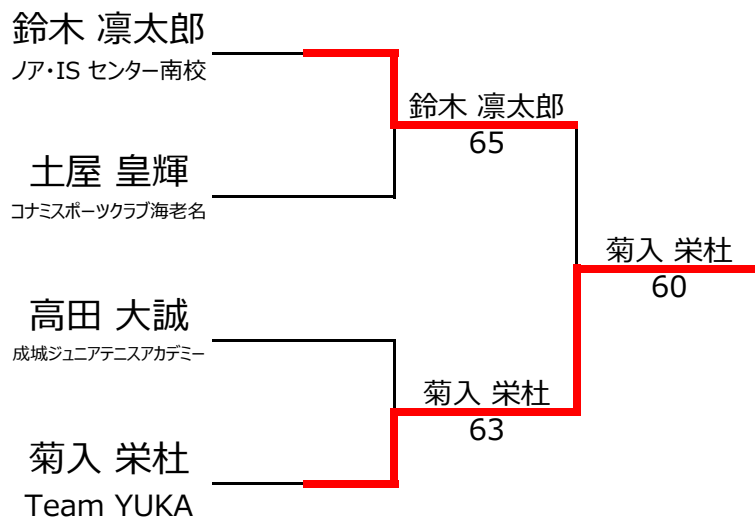 鈴木 凛太郎
ノア・IS センター南校
鈴木 凛太郎
65
土屋 皇輝
コナミスポーツクラブ海老名
菊入 栄杜
60
高田 大誠
成城ジュニアテニスアカデミー
菊入 栄杜
63
菊入 栄杜
Team YUKA